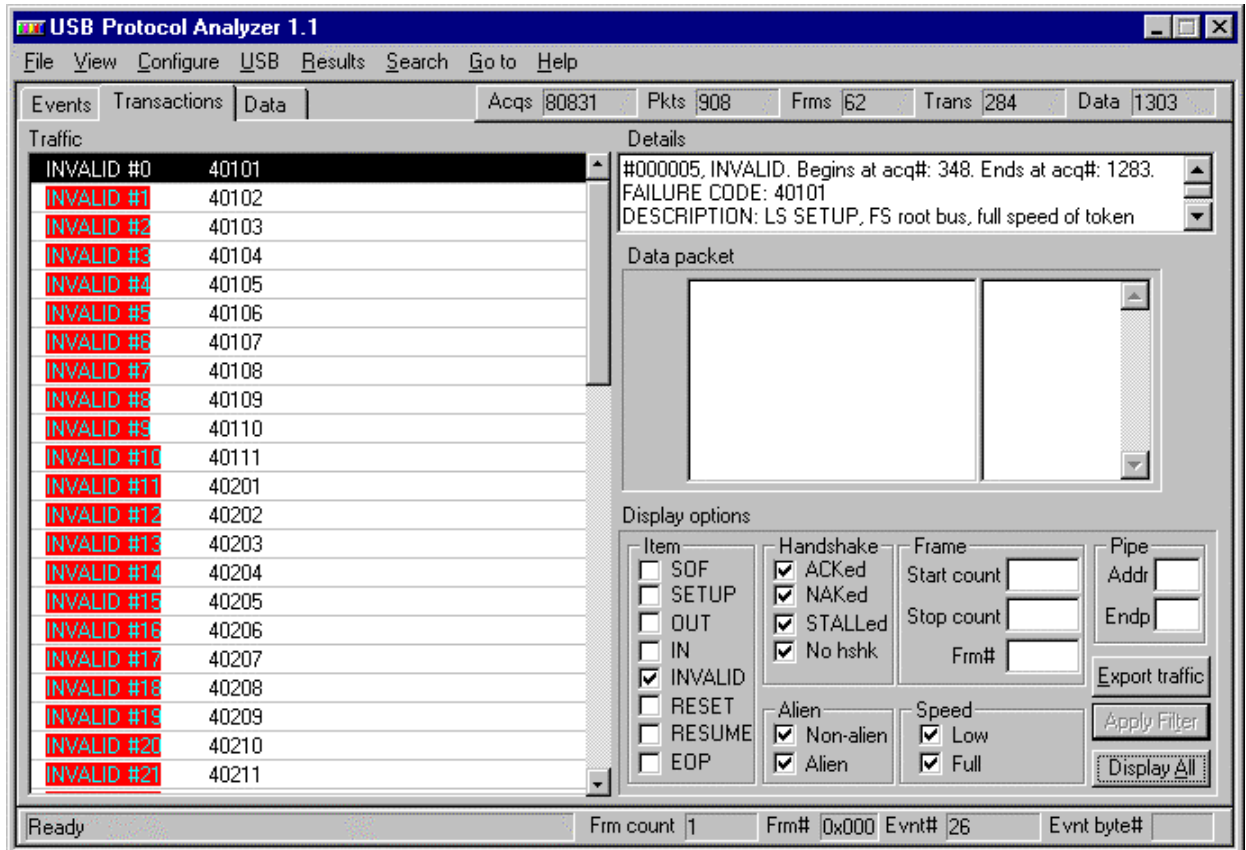 USB Protocol Analyzer 1.1
File View Configure USB Results Search Go to Help
Events Transactions Data Acqs 80831 Pkts 908 Frms 62 Trans 284 Data 1303
Traffic
INVALID #0 40101
INVALID #1 40102
INVALID #2 40103
INVALID #3 40104
INVALID #4 40105
INVALID #5 40106
INVALID #6 40107
INVALID #7 40108
INVALID #8 40109
INVALID #9 40110
INVALID #10 40111
INVALID #11 40201
INVALID #12 40202
INVALID #13 40203
INVALID #14 40204
INVALID #15 40205
INVALID #16 40206
INVALID #17 40207
INVALID #18 40208
INVALID #19 40209
INVALID #20 40210
INVALID #21 40211
Details
#000005, INVALID. Begins at acq#: 348. Ends at acq#: 1283.
FAILURE CODE: 40101
DESCRIPTION: LS SETUP, FS root bus, full speed of token
Data packet
Display options
Item
SOF
SETUP
OUT
IN
INVALID
RESET
RESUME
EOP
Handshake
ACKed
NAKed
STALLed
No hshk
Frame
Start count
Stop count
Frm#
Pipe
Addr
Endp
Alien
Non-alien
Alien
Speed
Low
Full
Export traffic
Apply Filter
Display All
Ready Frm count 1 Frm# 0x000 Evnt# 26 Evnt byte#